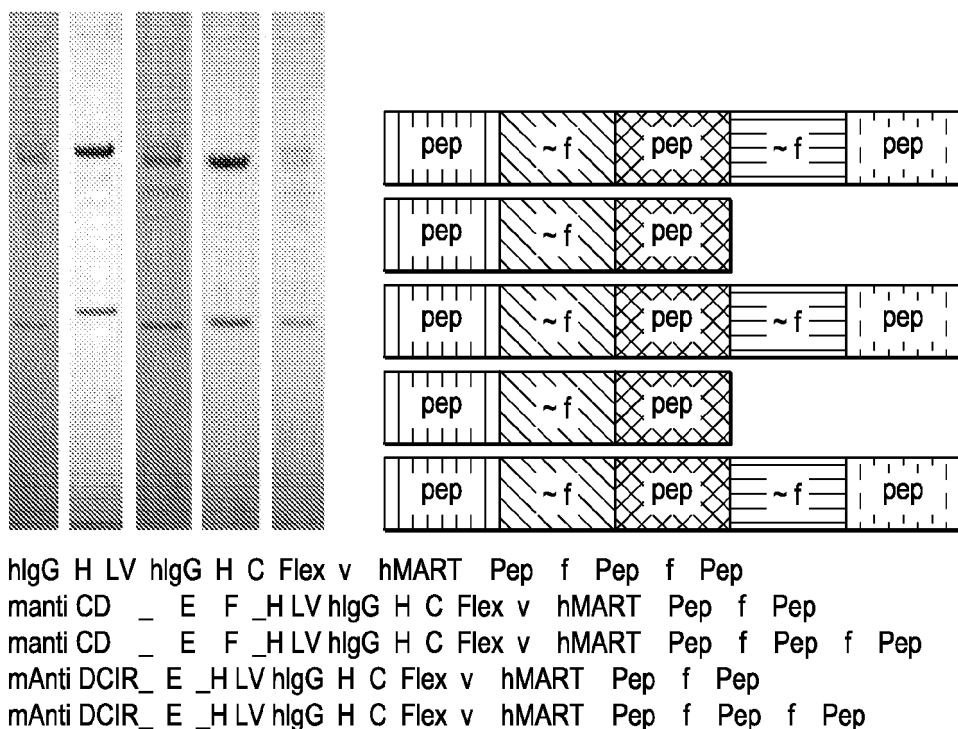 pep ~ f pep ~ f pep
pep ~ f pep
pep ~ f pep ~ f pep
pep ~ f pep
pep ~ f pep ~ f pep
hIgG H LV hIgG H C Flex v hMART Pep f Pep f Pep
manti CD _ E F _H LV hIgG H C Flex v hMART Pep f Pep
manti CD _ E F _H LV hIgG H C Flex v hMART Pep f Pep f Pep
mAnti DCIR_ E _H LV hIgG H C Flex v hMART Pep f Pep
mAnti DCIR_ E _H LV hIgG H C Flex v hMART Pep f Pep f Pep